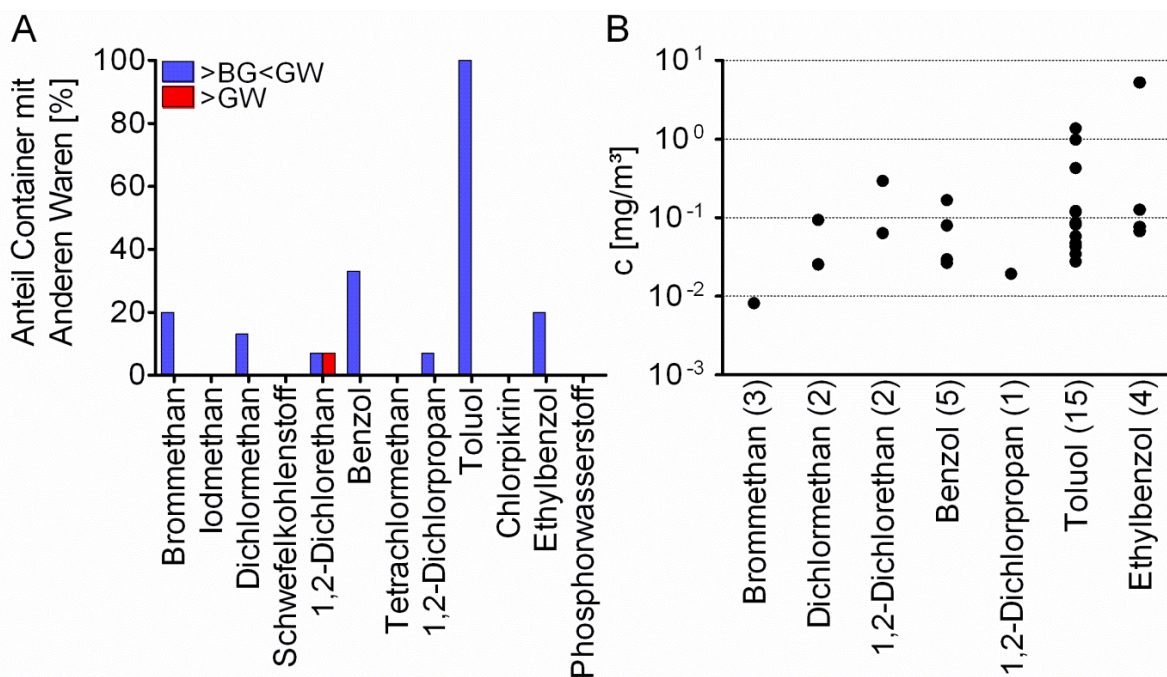 A
Anteil Container mit
Anderen Waren [%]
100
80
60
40
20
0
>BG<GW
>GW
Brommethan
Iodmethan
Dichlormethan
Schwefelkohlenstoff
1,2-Dichlorethan
Benzol
Tetrachlormethan
1,2-Dichlorpropan
Toluol
Chlorpikrin
Ethylbenzol
Phosphorwasserstoff
B
c [mg/m³]
10¹
10⁰
10⁻¹
10⁻²
10⁻³
Brommethan (3)
Dichlormethan (2)
1,2-Dichlorethan (2)
Benzol (5)
1,2-Dichlorpropan (1)
Toluol (15)
Ethylbenzol (4)